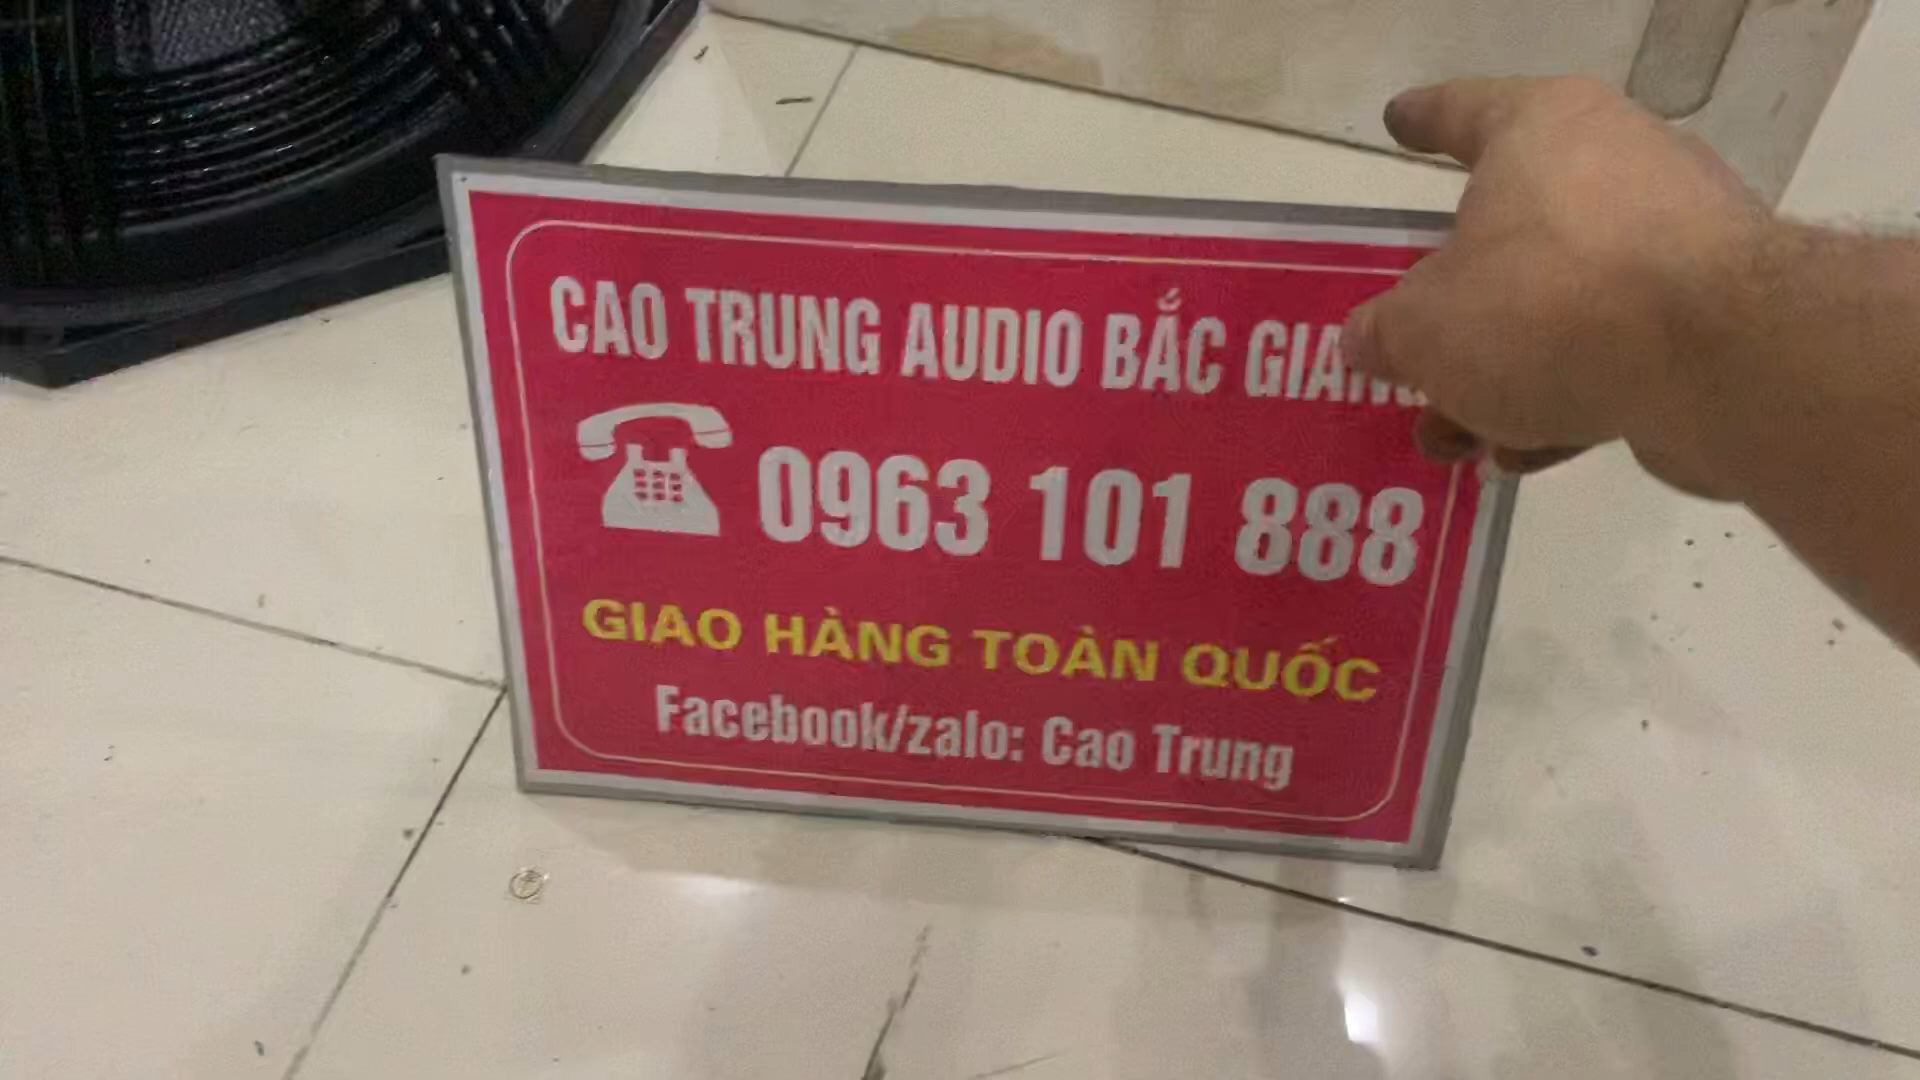 CAO TRUNG AUDIO BẮC GIANG
0963 101 888
GIAO HÀNG TOÀN QUỐC
Facebook/zalo: Cao Trung